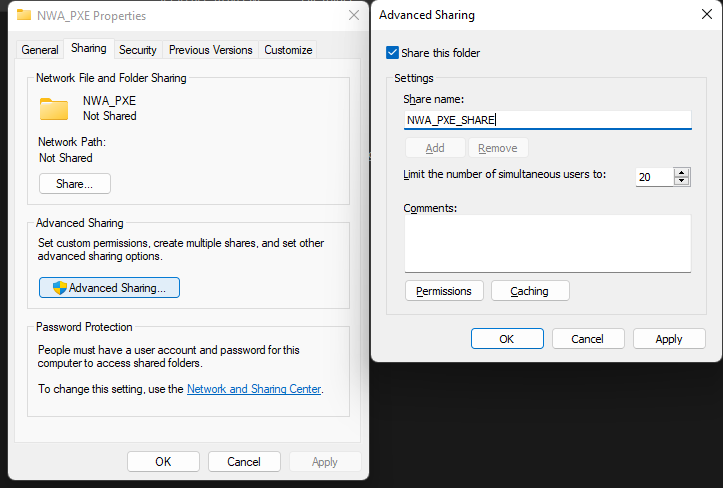 NWA_PXE Properties
General
Sharing
Security
Previous Versions
Customize
Network File and Folder Sharing
NWA_PXE
Not Shared
Network Path:
Not Shared
Share...
Advanced Sharing
Set custom permissions, create multiple shares, and set other
advanced sharing options.
Advanced Sharing...
Password Protection
People must have a user account and password for this
computer to access shared folders.
To change this setting, use the Network and Sharing Center.
OK
Cancel
Apply
Advanced Sharing
Share this folder
Settings
Share name:
NWA_PXE_SHARE
Add
Remove
Limit the number of simultaneous users to:
20
Comments:
Permissions
Caching
OK
Cancel
Apply